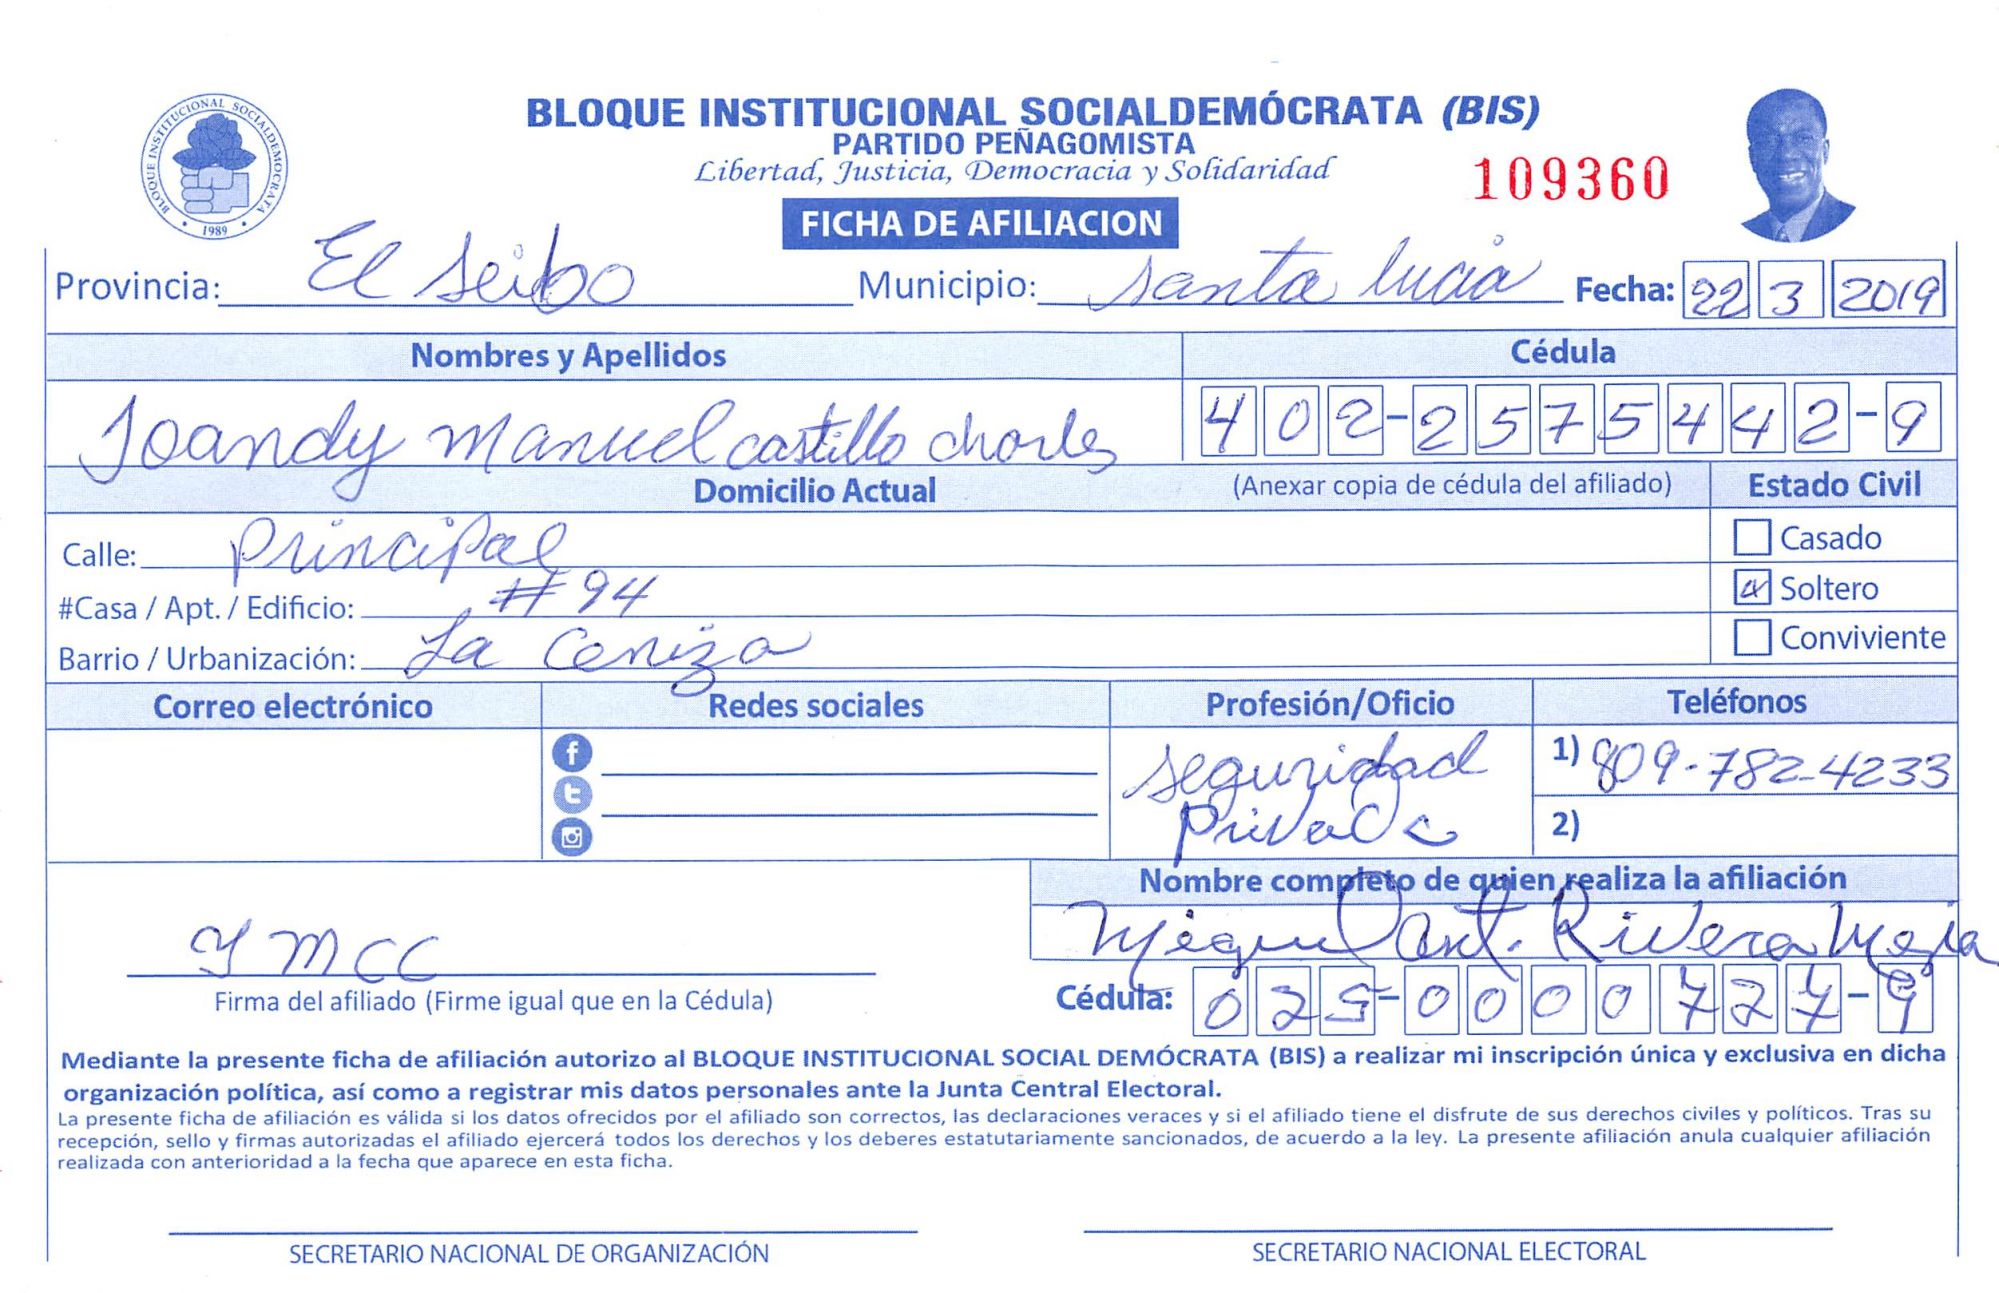 BLOQUE INSTITUCIONAL SOCIALDEMOCRATA
1989
BLOQUE INSTITUCIONAL SOCIALDEMÓCRATA (BIS)
PARTIDO PEÑAGOMISTA
Libertad, Justicia, Democracia y Solidaridad
109360
FICHA DE AFILIACION
Provincia: El Seibo Municipio: Santa lucia Fecha: 22 3 2019
Nombres y Apellidos Cédula
Joandy Manuel castillo charles 402-2575442-9
Domicilio Actual (Anexar copia de cédula del afiliado) Estado Civil
Calle: Principal Casado
#Casa / Apt. / Edificio: #94 Soltero
Barrio / Urbanización: La Ceniza Conviviente
Correo electrónico Redes sociales Profesión/Oficio Teléfonos
seguridad 1) 809-782-4233
Privada 2)
Nombre completo de quien realiza la afiliación
Miguel Ant. Rivera Mejia
Y M C C
Firma del afiliado (Firme igual que en la Cédula) Cédula: 025-0000727-9
Mediante la presente ficha de afiliación autorizo al BLOQUE INSTITUCIONAL SOCIAL DEMÓCRATA (BIS) a realizar mi inscripción única y exclusiva en dicha
organización política, así como a registrar mis datos personales ante la Junta Central Electoral.
La presente ficha de afiliación es válida si los datos ofrecidos por el afiliado son correctos, las declaraciones veraces y si el afiliado tiene el disfrute de sus derechos civiles y políticos. Tras su
recepción, sello y firmas autorizadas el afiliado ejercerá todos los derechos y los deberes estatutariamente sancionados, de acuerdo a la ley. La presente afiliación anula cualquier afiliación
realizada con anterioridad a la fecha que aparece en esta ficha.
SECRETARIO NACIONAL DE ORGANIZACIÓN SECRETARIO NACIONAL ELECTORAL